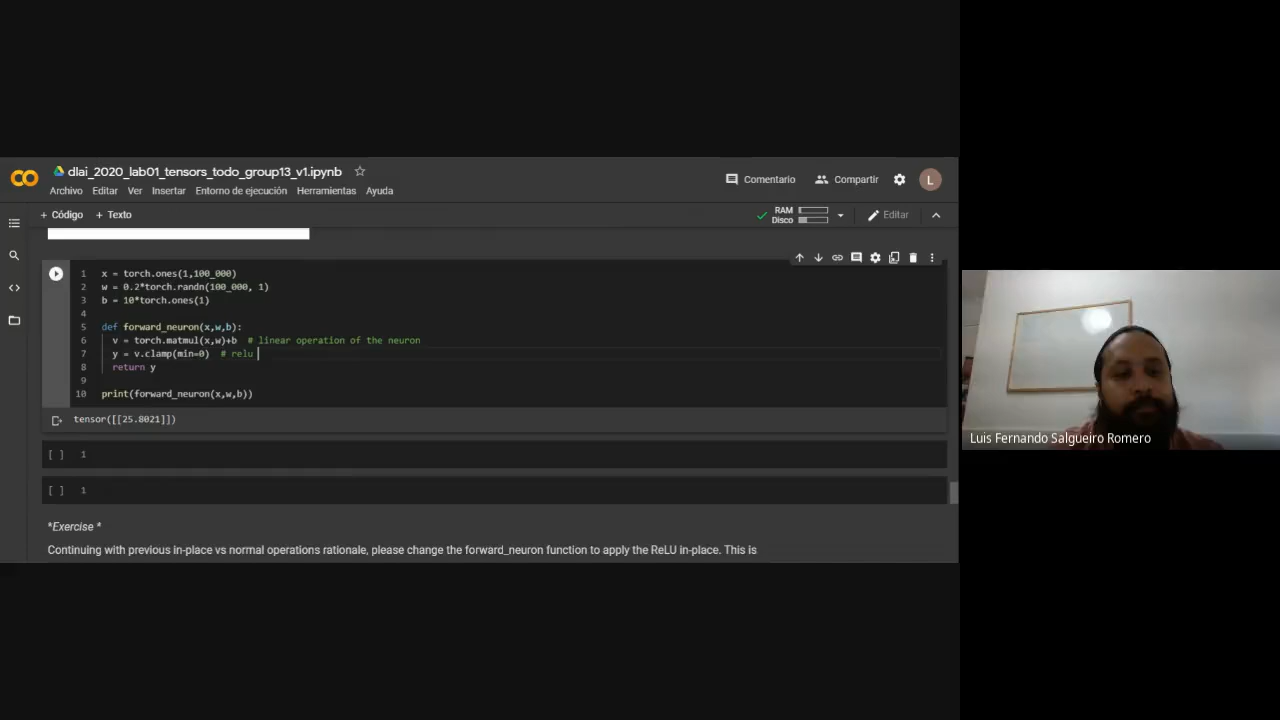 dlai_2020_lab01_tensors_todo_group13_v1.ipynb
Comentario
Compartir
L
Archivo Editar Ver Insertar Entorno de ejecución Herramientas Ayuda
+ Código + Texto
RAM
Disco
Editar
1 x = torch.ones(1,100_000)
2 w = 0.2*torch.randn(100_000, 1)
3 b = 10*torch.ones(1)
4
5 def forward_neuron(x,w,b):
6 v = torch.matmul(x,w)+b # linear operation of the neuron
7 y = v.clamp(min=0) # relu
8 return y
9
10 print(forward_neuron(x,w,b))
tensor([[25.8021]])
[ ] 1
[ ] 1
*Exercise *
Continuing with previous in-place vs normal operations rationale, please change the forward_neuron function to apply the ReLU in-place. This is
Luis Fernando Salgueiro Romero